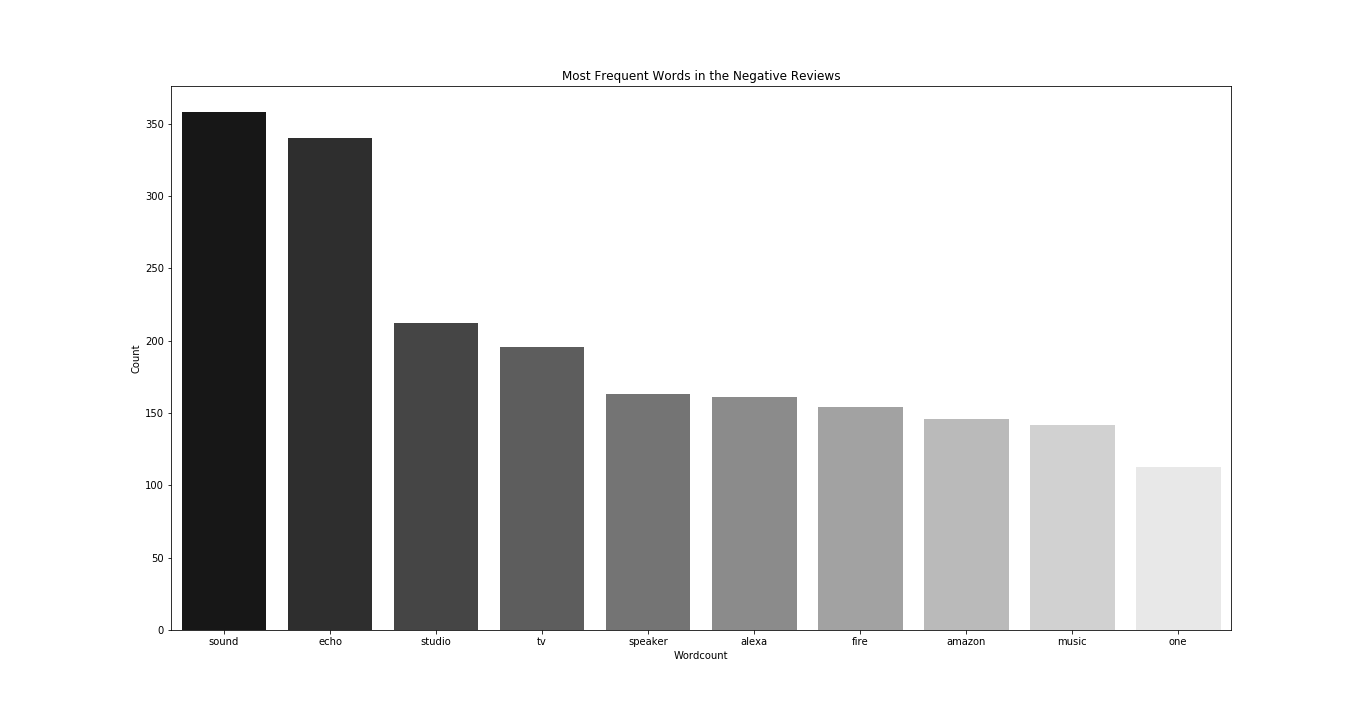 Most Frequent Words in the Negative Reviews
350
300
250
200
150
100
50
0
Count
sound echo studio tv speaker alexa fire amazon music one
Wordcount